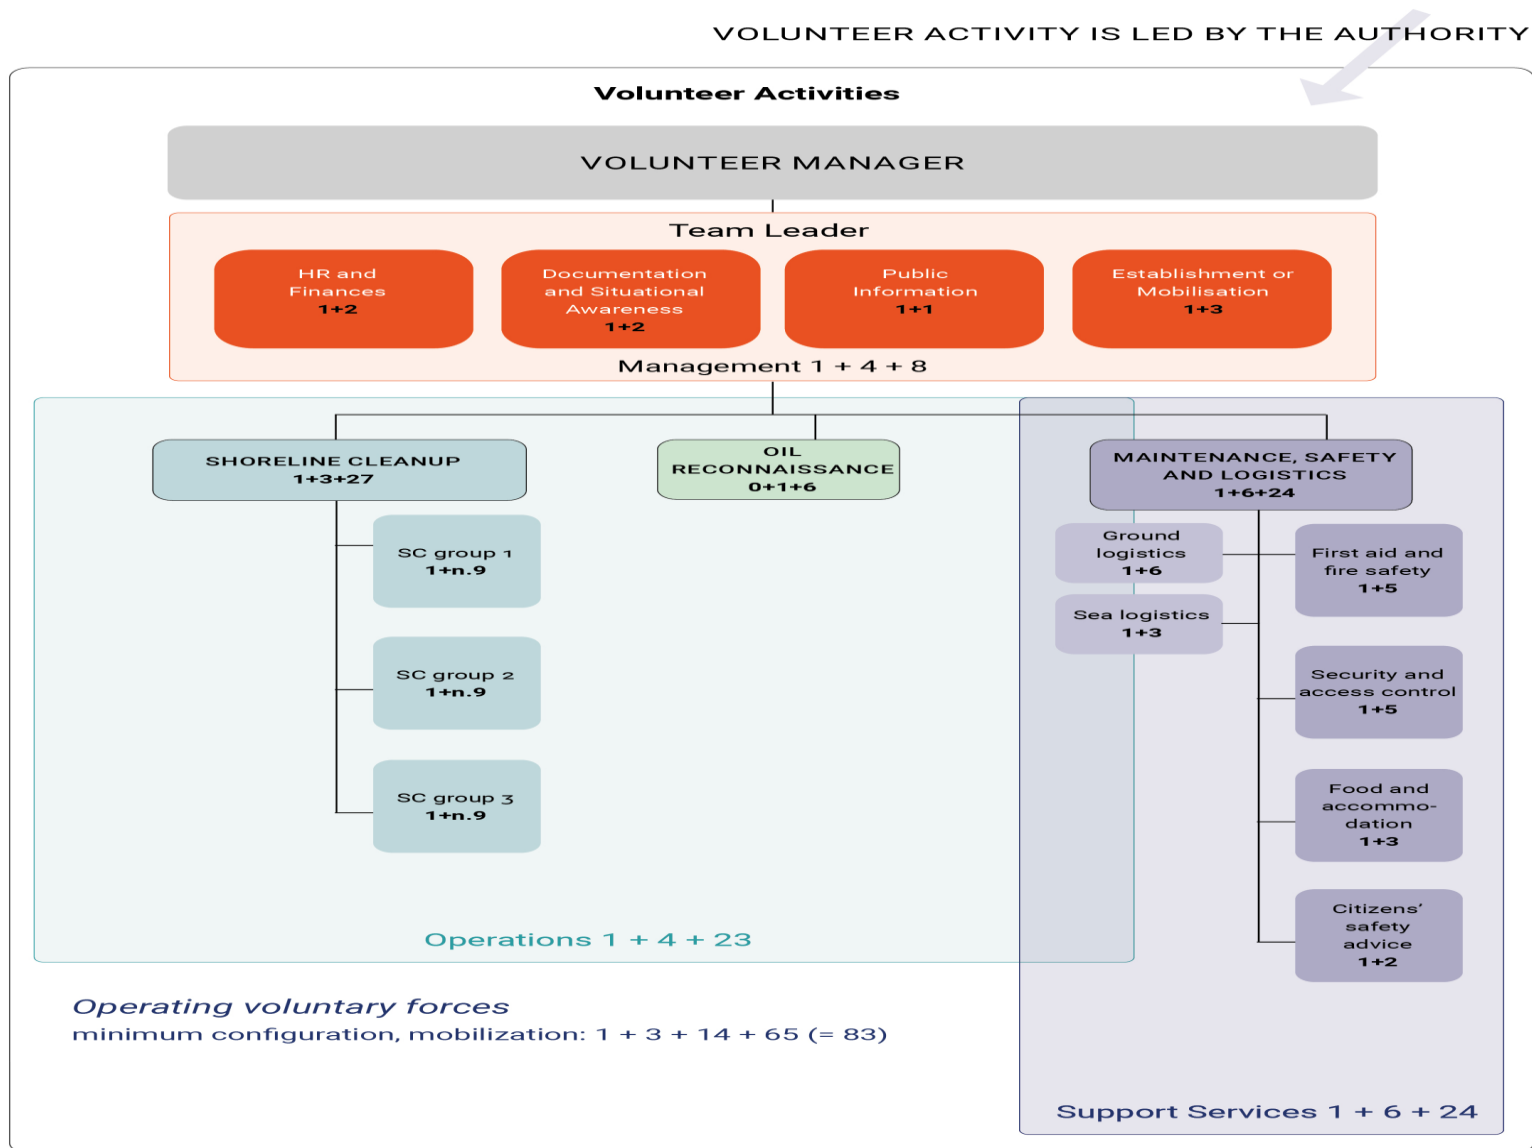 VOLUNTEER ACTIVITY IS LED BY THE AUTHORITY
Volunteer Activities
VOLUNTEER MANAGER
Team Leader
HR and
Finances
1+2
Documentation
and Situational
Awareness
1+2
Public
Information
1+1
Establishment or
Mobilisation
1+3
Management 1 + 4 + 8
SHORELINE CLEANUP
1+3+27
OIL
RECONNAISSANCE
0+1+6
MAINTENANCE, SAFETY
AND LOGISTICS
1+6+24
SC group 1
1+n.9
SC group 2
1+n.9
SC group 3
1+n.9
Ground
logistics
1+6
Sea logistics
1+3
First aid and
fire safety
1+5
Security and
access control
1+5
Food and
accommo-
dation
1+3
Citizens’
safety
advice
1+2
Operations 1 + 4 + 23
Operating voluntary forces
minimum configuration, mobilization: 1 + 3 + 14 + 65 (= 83)
Support Services 1 + 6 + 24